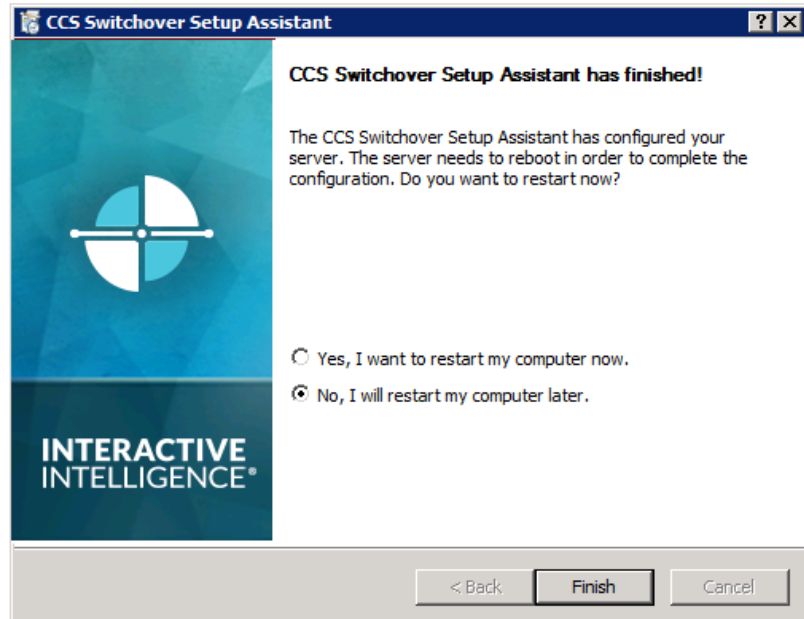 CCS Switchover Setup Assistant
? X
CCS Switchover Setup Assistant has finished!
The CCS Switchover Setup Assistant has configured your
server. The server needs to reboot in order to complete the
configuration. Do you want to restart now?
Yes, I want to restart my computer now.
No, I will restart my computer later.
INTERACTIVE
INTELLIGENCE®
< Back Finish Cancel